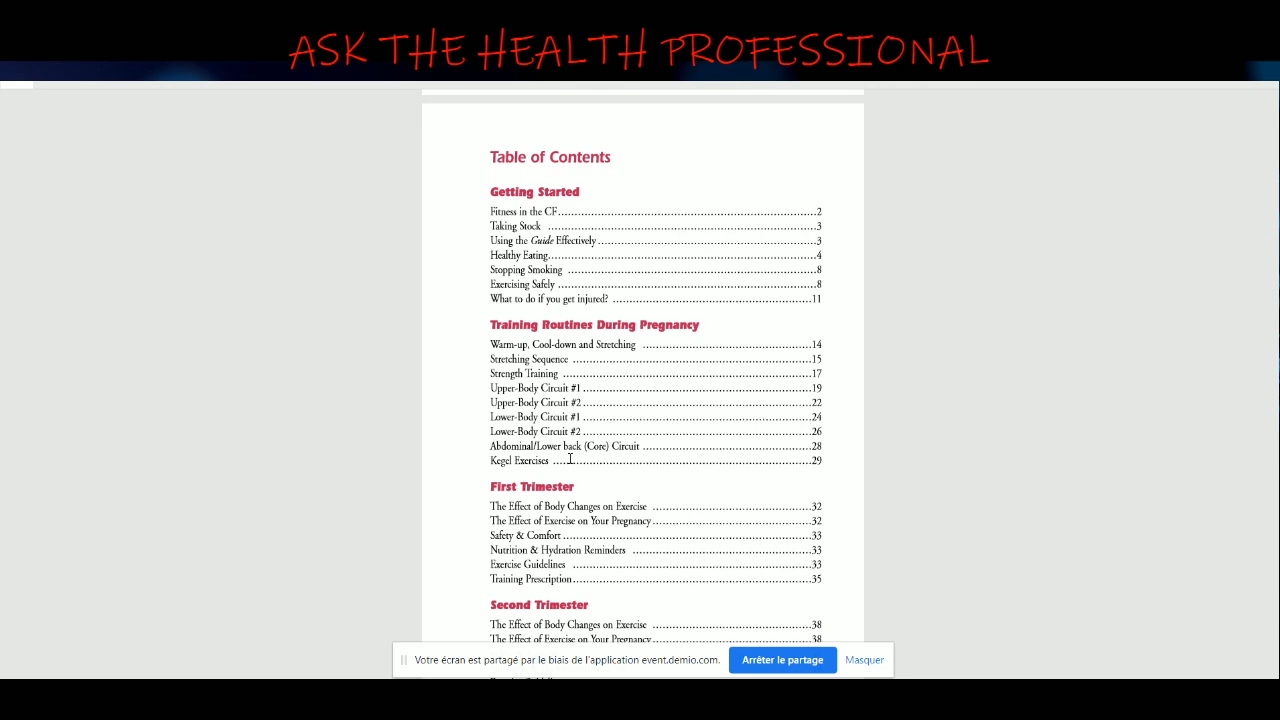 ASK THE HEALTH PROFESSIONAL
Table of Contents
Getting Started
Fitness in the CF....................2
Taking Stock ....................3
Using the Guide Effectively....................3
Healthy Eating....................4
Stopping Smoking ....................8
Exercising Safely ....................8
What to do if you get injured? ....................11
Training Routines During Pregnancy
Warm-up, Cool-down and Stretching ....................14
Stretching Sequence ....................15
Strength Training ....................17
Upper-Body Circuit #1....................19
Upper-Body Circuit #2....................22
Lower-Body Circuit #1....................24
Lower-Body Circuit #2....................26
Abdominal/Lower back (Core) Circuit ....................28
Kegel Exercises ....................29
First Trimester
The Effect of Body Changes on Exercise ....................32
The Effect of Exercise on Your Pregnancy....................32
Safety & Comfort....................33
Nutrition & Hydration Reminders ....................33
Exercise Guidelines ....................33
Training Prescription....................35
Second Trimester
The Effect of Body Changes on Exercise ....................38
The Effect of Exercise on Your Pregnancy....................38
Votre écran est partagé par le biais de l'application event.demio.com.
Arrêter le partage
Masquer